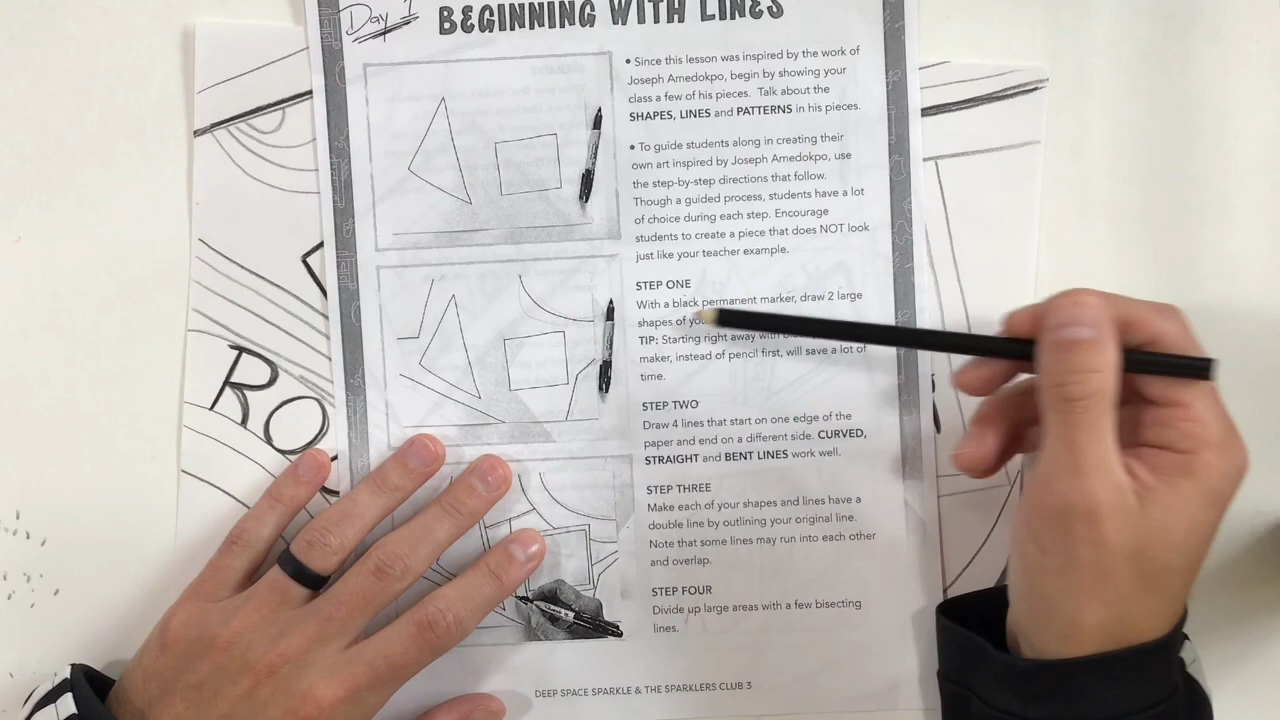 Day 1
BEGINNING WITH LINES
• Since this lesson was inspired by the work of
Joseph Amedokpo, begin by showing your
class a few of his pieces. Talk about the
SHAPES, LINES and PATTERNS in his pieces.
• To guide students along in creating their
own art inspired by Joseph Amedokpo, use
the step-by-step directions that follow.
Though a guided process, students have a lot
of choice during each step. Encourage
students to create a piece that does NOT look
just like your teacher example.
STEP ONE
With a black permanent marker, draw 2 large
shapes of
TIP: Starting right away with
maker, instead of pencil first, will save a lot of
time.
STEP TWO
Draw 4 lines that start on one edge of the
paper and end on a different side. CURVED,
STRAIGHT and BENT LINES work well.
STEP THREE
Make each of your shapes and lines have a
double line by outlining your original line.
Note that some lines may run into each other
and overlap.
STEP FOUR
Divide up large areas with a few bisecting
lines.
RO
DEEP SPACE SPARKLE & THE SPARKLERS CLUB 3